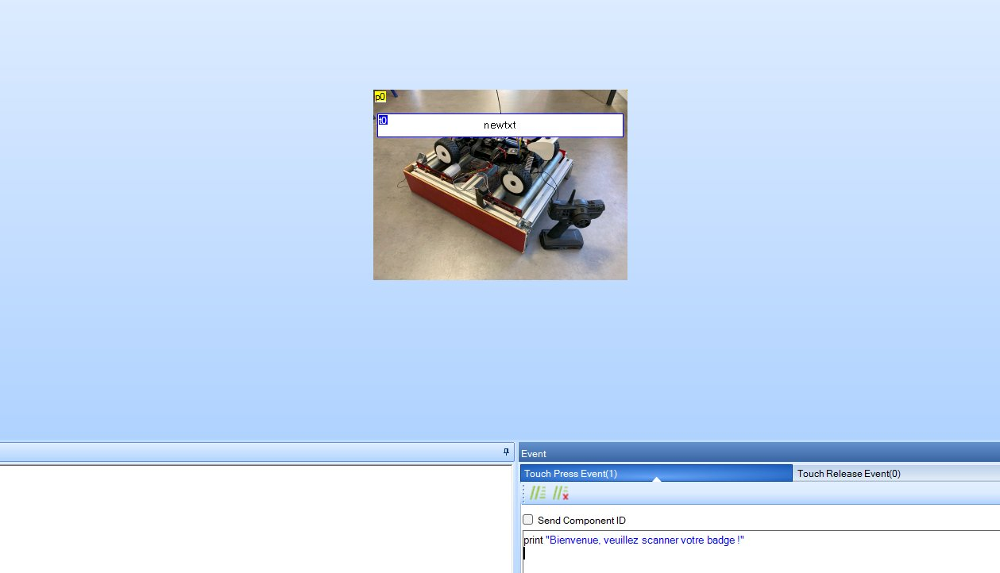 p0
t0
newtxt
Event
Touch Press Event(1)
Touch Release Event(0)
Send Component ID
print "Bienvenue, veuillez scanner votre badge !"